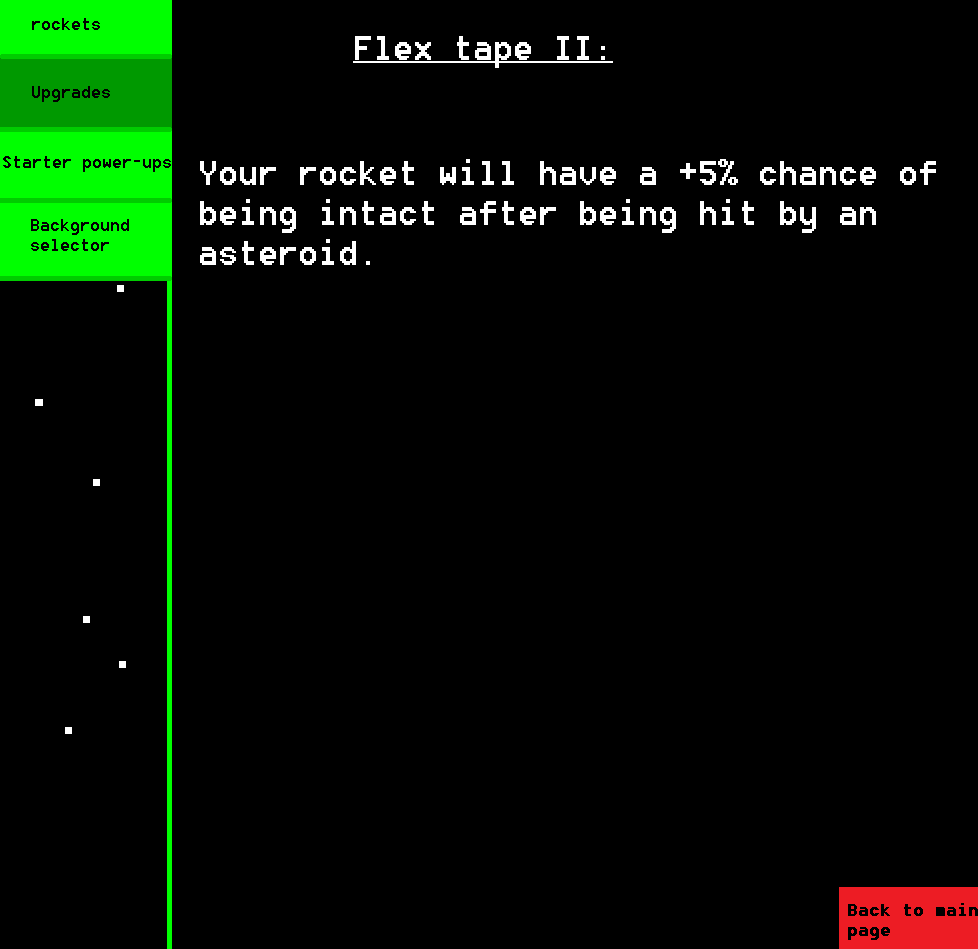 rockets
Upgrades
Starter power-ups
Background
selector
Flex tape II:
Your rocket will have a +5% chance of
being intact after being hit by an
asteroid.
Back to main
page